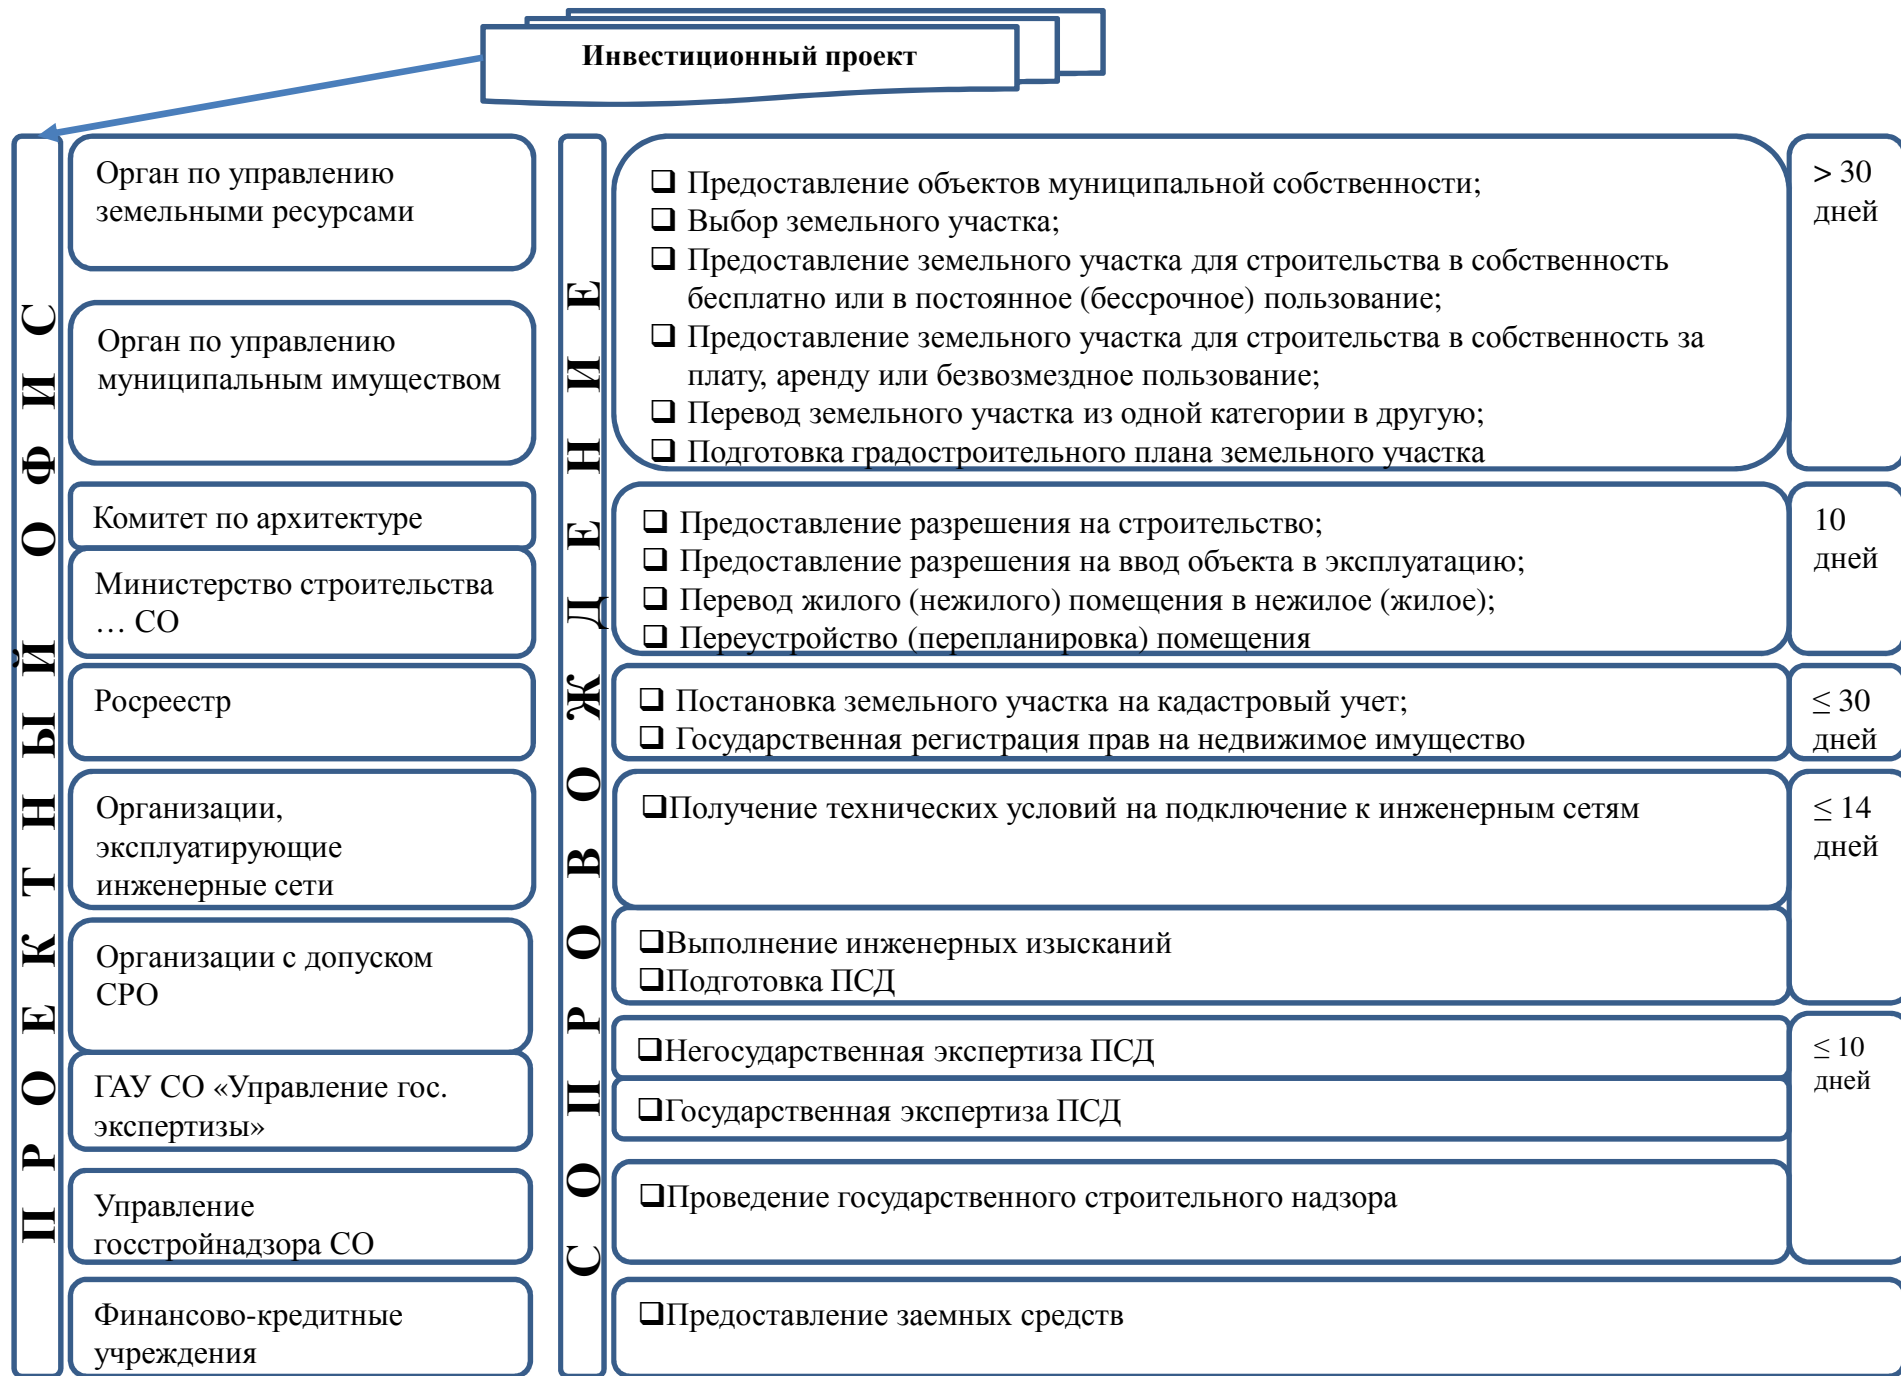 Инвестиционный проект
ПРОЕКТНЫЙ ОФИС
Орган по управлению
земельными ресурсами
Орган по управлению
муниципальным имуществом
Комитет по архитектуре
Министерство строительства
… СО
Росреестр
Организации,
эксплуатирующие
инженерные сети
Организации с допуском
СРО
ГАУ СО «Управление гос.
экспертизы»
Управление
госстройнадзора СО
Финансово-кредитные
учреждения
СОПРОВОЖДЕНИЕ
❑ Предоставление объектов муниципальной собственности;
❑ Выбор земельного участка;
❑ Предоставление земельного участка для строительства в собственность
бесплатно или в постоянное (бессрочное) пользование;
❑ Предоставление земельного участка для строительства в собственность за
плату, аренду или безвозмездное пользование;
❑ Перевод земельного участка из одной категории в другую;
❑ Подготовка градостроительного плана земельного участка
> 30
дней
❑ Предоставление разрешения на строительство;
❑ Предоставление разрешения на ввод объекта в эксплуатацию;
❑ Перевод жилого (нежилого) помещения в нежилое (жилое);
❑ Переустройство (перепланировка) помещения
10
дней
❑ Постановка земельного участка на кадастровый учет;
❑ Государственная регистрация прав на недвижимое имущество
≤ 30
дней
❑Получение технических условий на подключение к инженерным сетям
≤ 14
дней
❑Выполнение инженерных изысканий
❑Подготовка ПСД
❑Негосударственная экспертиза ПСД
≤ 10
дней
❑Государственная экспертиза ПСД
❑Проведение государственного строительного надзора
❑Предоставление заемных средств